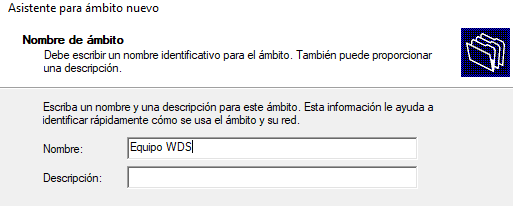 Asistente para ámbito nuevo
Nombre de ámbito
Debe escribir un nombre identificativo para el ámbito. También puede proporcionar
una descripción.
Escriba un nombre y una descripción para este ámbito. Esta información le ayuda a
identificar rápidamente cómo se usa el ámbito y su red.
Nombre:
Equipo WDS
Descripción: